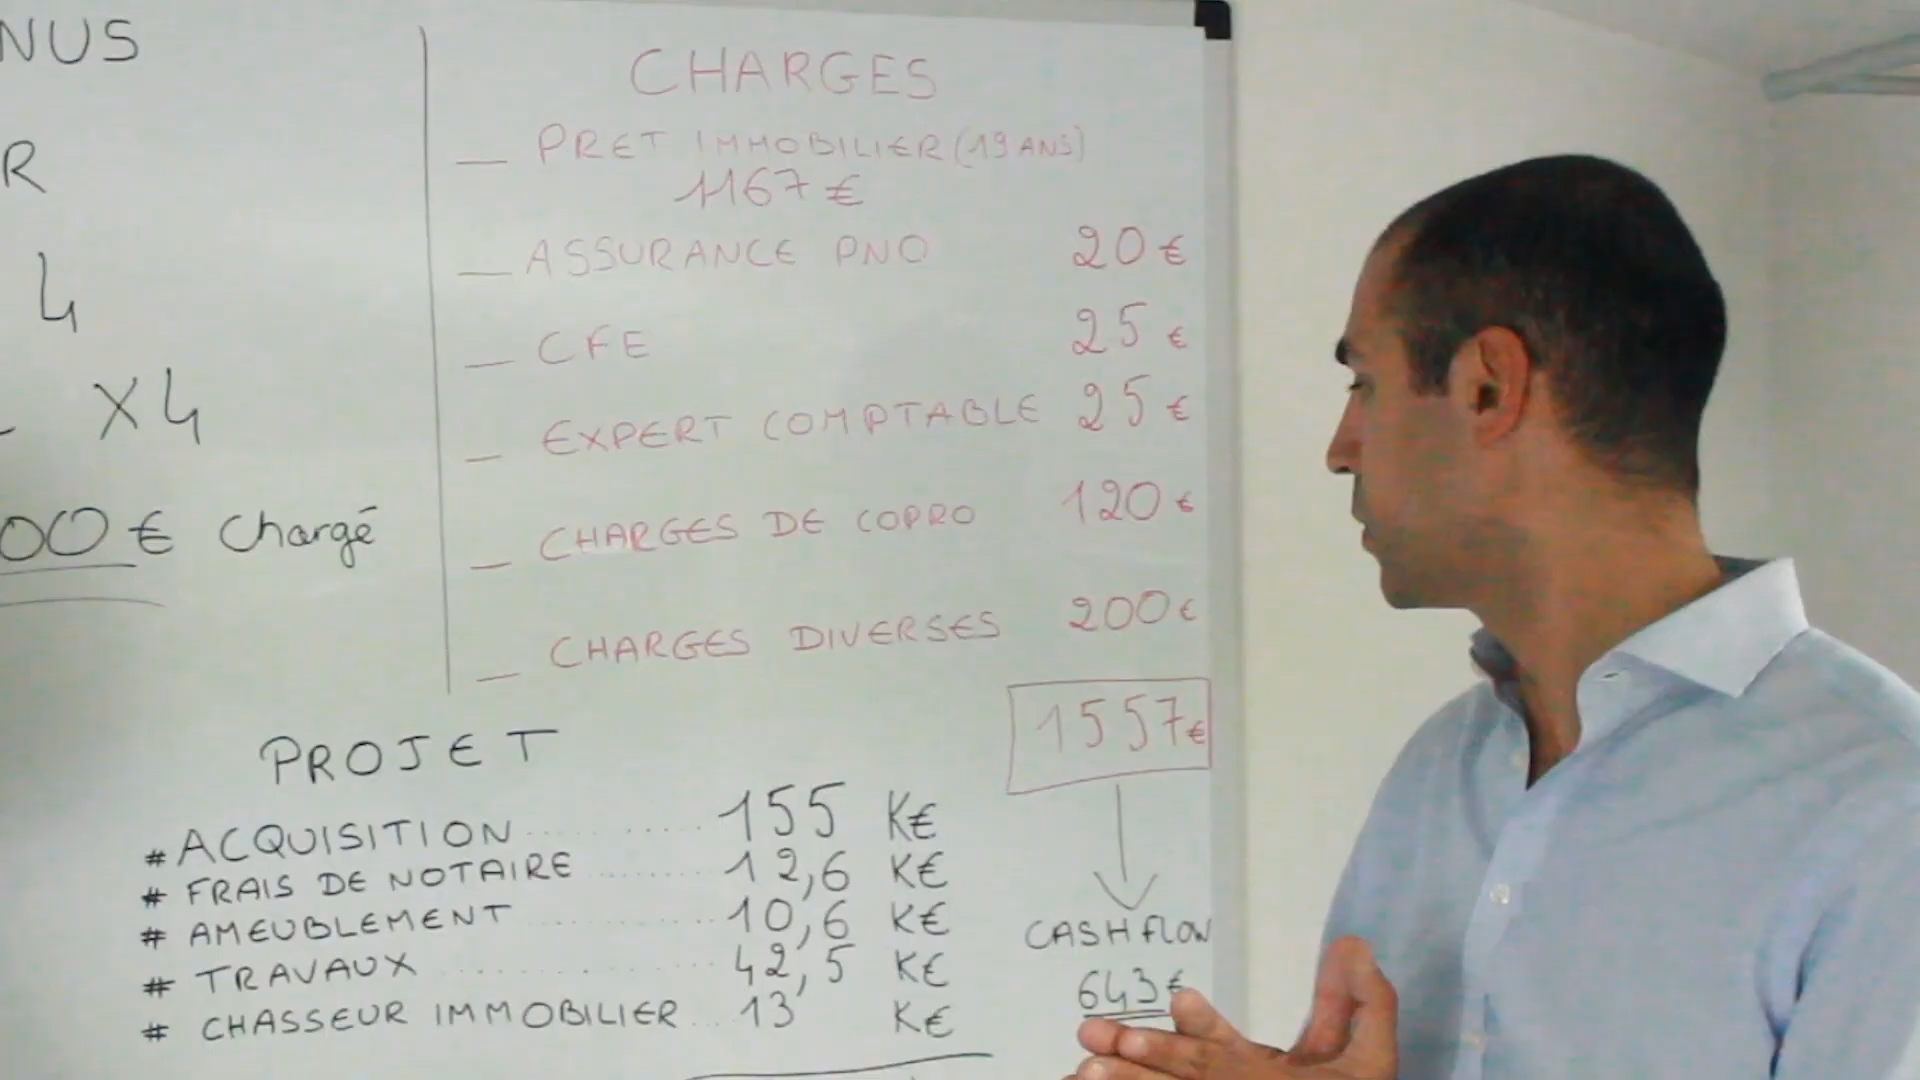 NUS
R
4
X4
00 € chargé
CHARGES
— PRET IMMOBILIER (19 ANS)
1167 €
— ASSURANCE PNO 20 €
— CFE 25 €
— EXPERT COMPTABLE 25 €
— CHARGES DE COPRO 120 €
— CHARGES DIVERSES 200 €
1557 €
PROJET
# ACQUISITION ........... 155 K€
# FRAIS DE NOTAIRE ........ 12,6 K€
# AMEUBLEMENT ........... 10,6 K€
# TRAVAUX ........... 42,5 K€
# CHASSEUR IMMOBILIER ... 13 K€
CASHFLOW
643 €